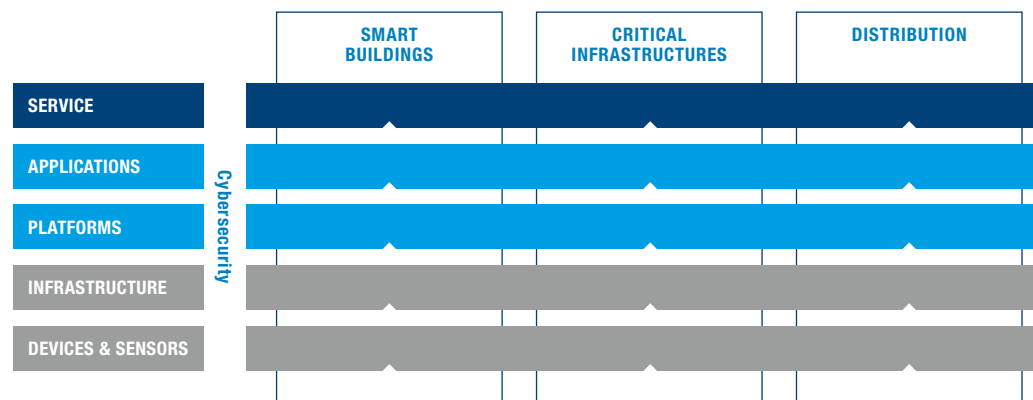 SMART
BUILDINGS
CRITICAL
INFRASTRUCTURES
DISTRIBUTION
SERVICE
APPLICATIONS
PLATFORMS
INFRASTRUCTURE
DEVICES & SENSORS
Cybersecurity